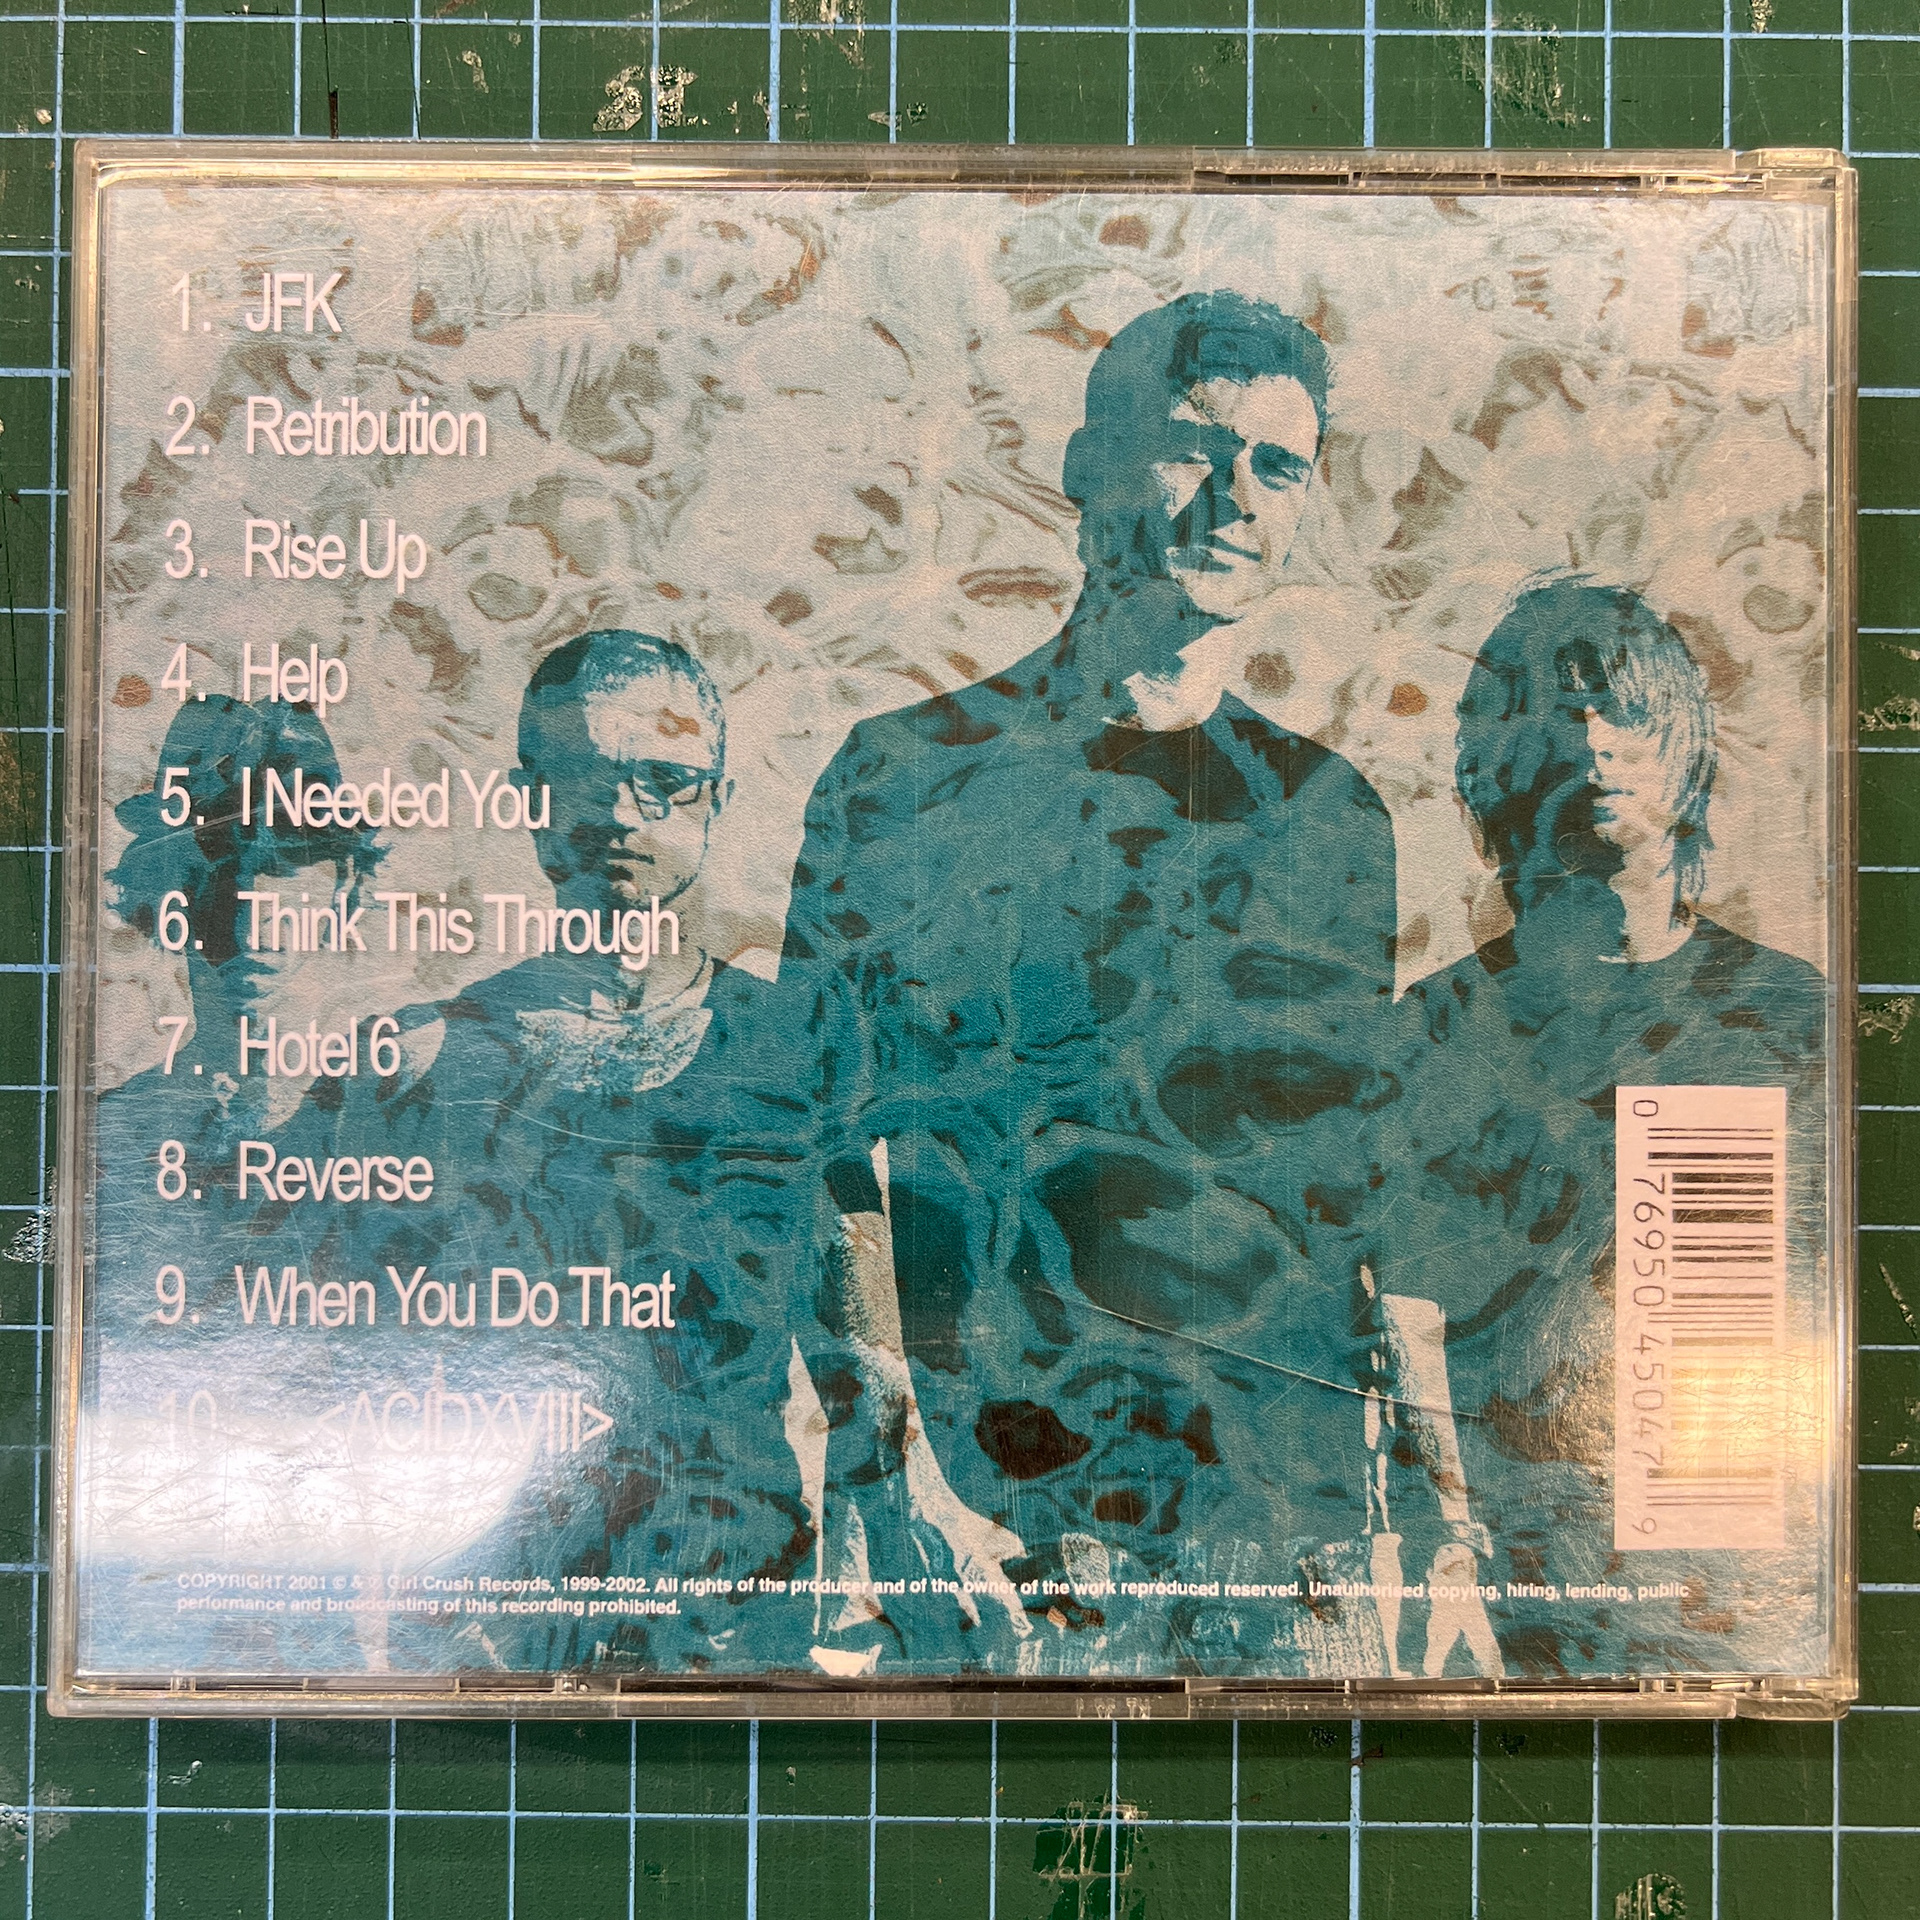 1. JFK
2. Retribution
3. Rise Up
4. Help
5. I Needed You
6. Think This Through
7. Hotel 6
8. Reverse
9. When You Do That
10. <ACIDXVIII>
0 76950 45047 9
COPYRIGHT 2001 © & ℗ Girl Crush Records, 1999-2002. All rights of the producer and of the owner of the work reproduced reserved. Unauthorised copying, hiring, lending, public
performance and broadcasting of this recording prohibited.